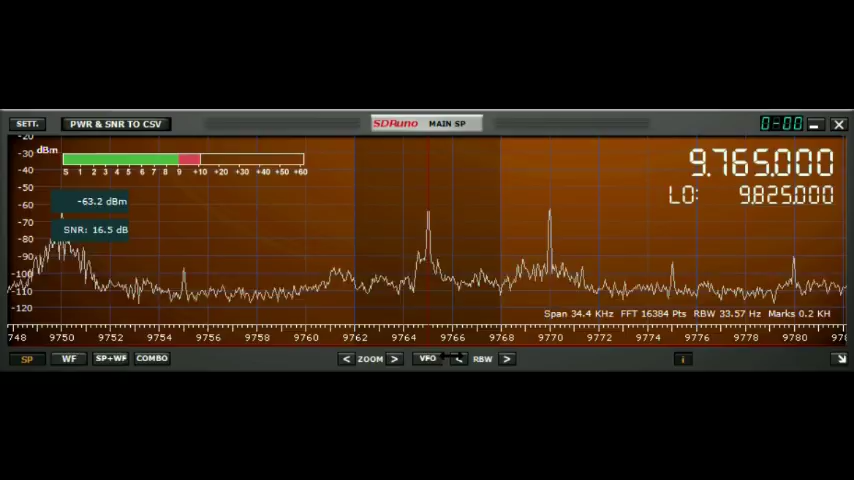 SETT. PWR & SNR TO CSV SDRuno MAIN SP 0-00
-20
dBm
-30
-40
-50
-60
-70
-80
-90
-100
-110
-120
S 1 2 3 4 5 6 7 8 9 +10 +20 +30 +40 +50 +60
-63.2 dBm
SNR: 16.5 dB
9.765.000
LO: 9.825.000
Span 34.4 KHz FFT 16384 Pts RBW 33.57 Hz Marks 0.2 KH
748 9750 9752 9754 9756 9758 9760 9762 9764 9766 9768 9770 9772 9774 9776 9778 9780 978
SP WF SP+WF COMBO < ZOOM > VFO < RBW > i